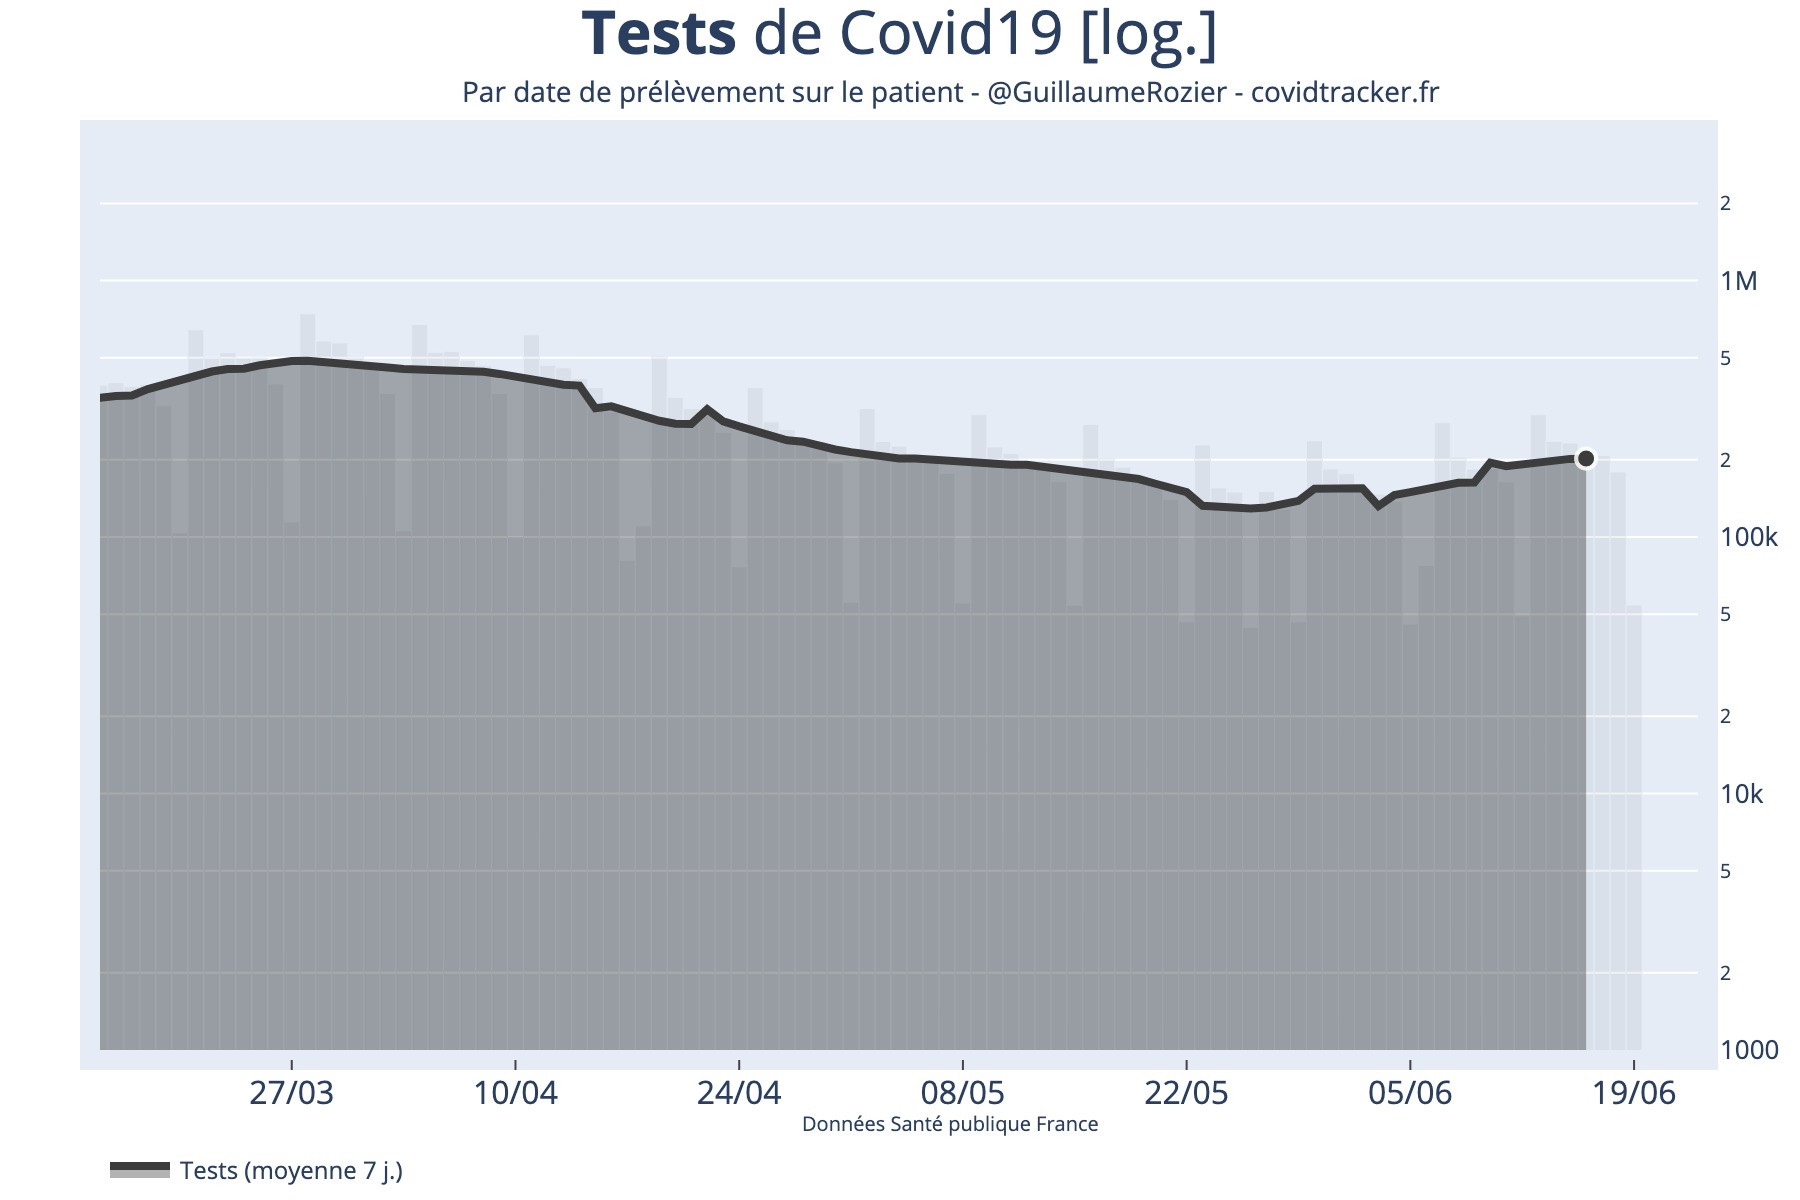 Tests de Covid19 [log.]
Par date de prélèvement sur le patient - @GuillaumeRozier - covidtracker.fr
2
1M
5
2
100k
5
2
10k
5
2
1000
27/03 10/04 24/04 08/05 22/05 05/06 19/06
Données Santé publique France
Tests (moyenne 7 j.)